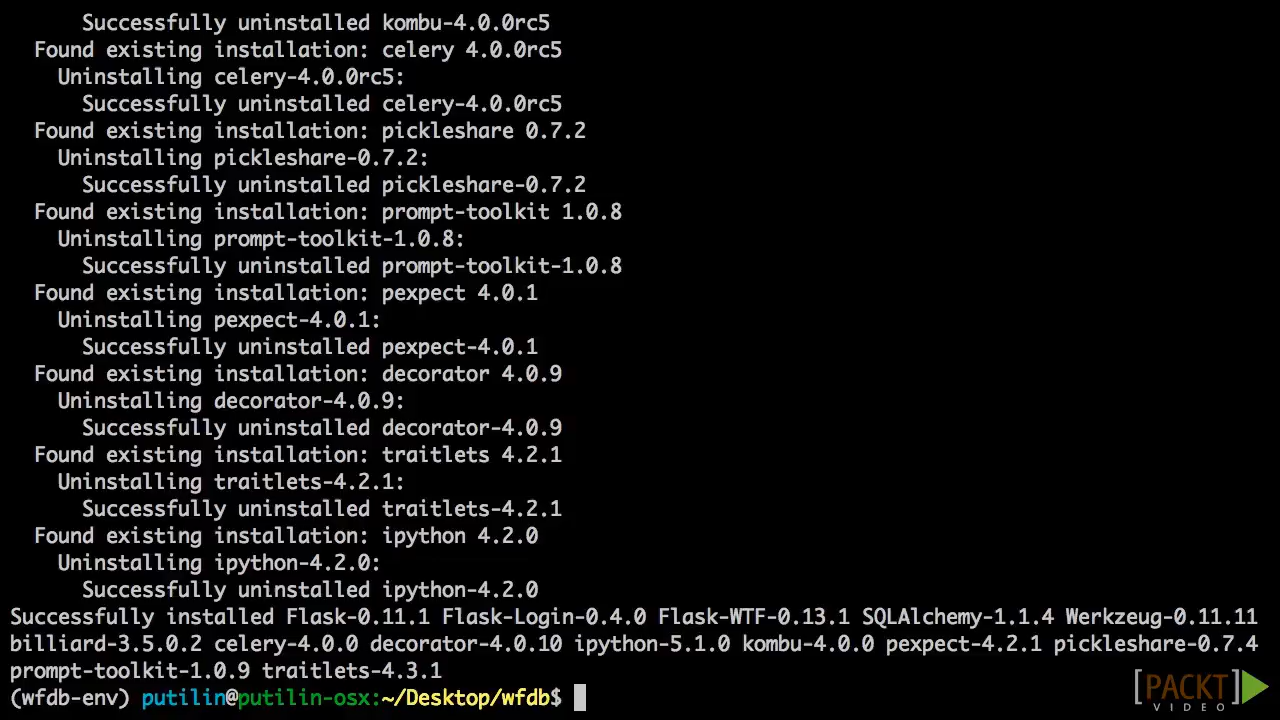 Successfully uninstalled kombu-4.0.0rc5
Found existing installation: celery 4.0.0rc5
Uninstalling celery-4.0.0rc5:
Successfully uninstalled celery-4.0.0rc5
Found existing installation: pickleshare 0.7.2
Uninstalling pickleshare-0.7.2:
Successfully uninstalled pickleshare-0.7.2
Found existing installation: prompt-toolkit 1.0.8
Uninstalling prompt-toolkit-1.0.8:
Successfully uninstalled prompt-toolkit-1.0.8
Found existing installation: pexpect 4.0.1
Uninstalling pexpect-4.0.1:
Successfully uninstalled pexpect-4.0.1
Found existing installation: decorator 4.0.9
Uninstalling decorator-4.0.9:
Successfully uninstalled decorator-4.0.9
Found existing installation: traitlets 4.2.1
Uninstalling traitlets-4.2.1:
Successfully uninstalled traitlets-4.2.1
Found existing installation: ipython 4.2.0
Uninstalling ipython-4.2.0:
Successfully uninstalled ipython-4.2.0
Successfully installed Flask-0.11.1 Flask-Login-0.4.0 Flask-WTF-0.13.1 SQLAlchemy-1.1.4 Werkzeug-0.11.11
billiard-3.5.0.2 celery-4.0.0 decorator-4.0.10 ipython-5.1.0 kombu-4.0.0 pexpect-4.2.1 pickleshare-0.7.4
prompt-toolkit-1.0.9 traitlets-4.3.1
(wfdb-env) putilin@putilin-osx:~/Desktop/wfdb$
[PACKT]
VIDEO